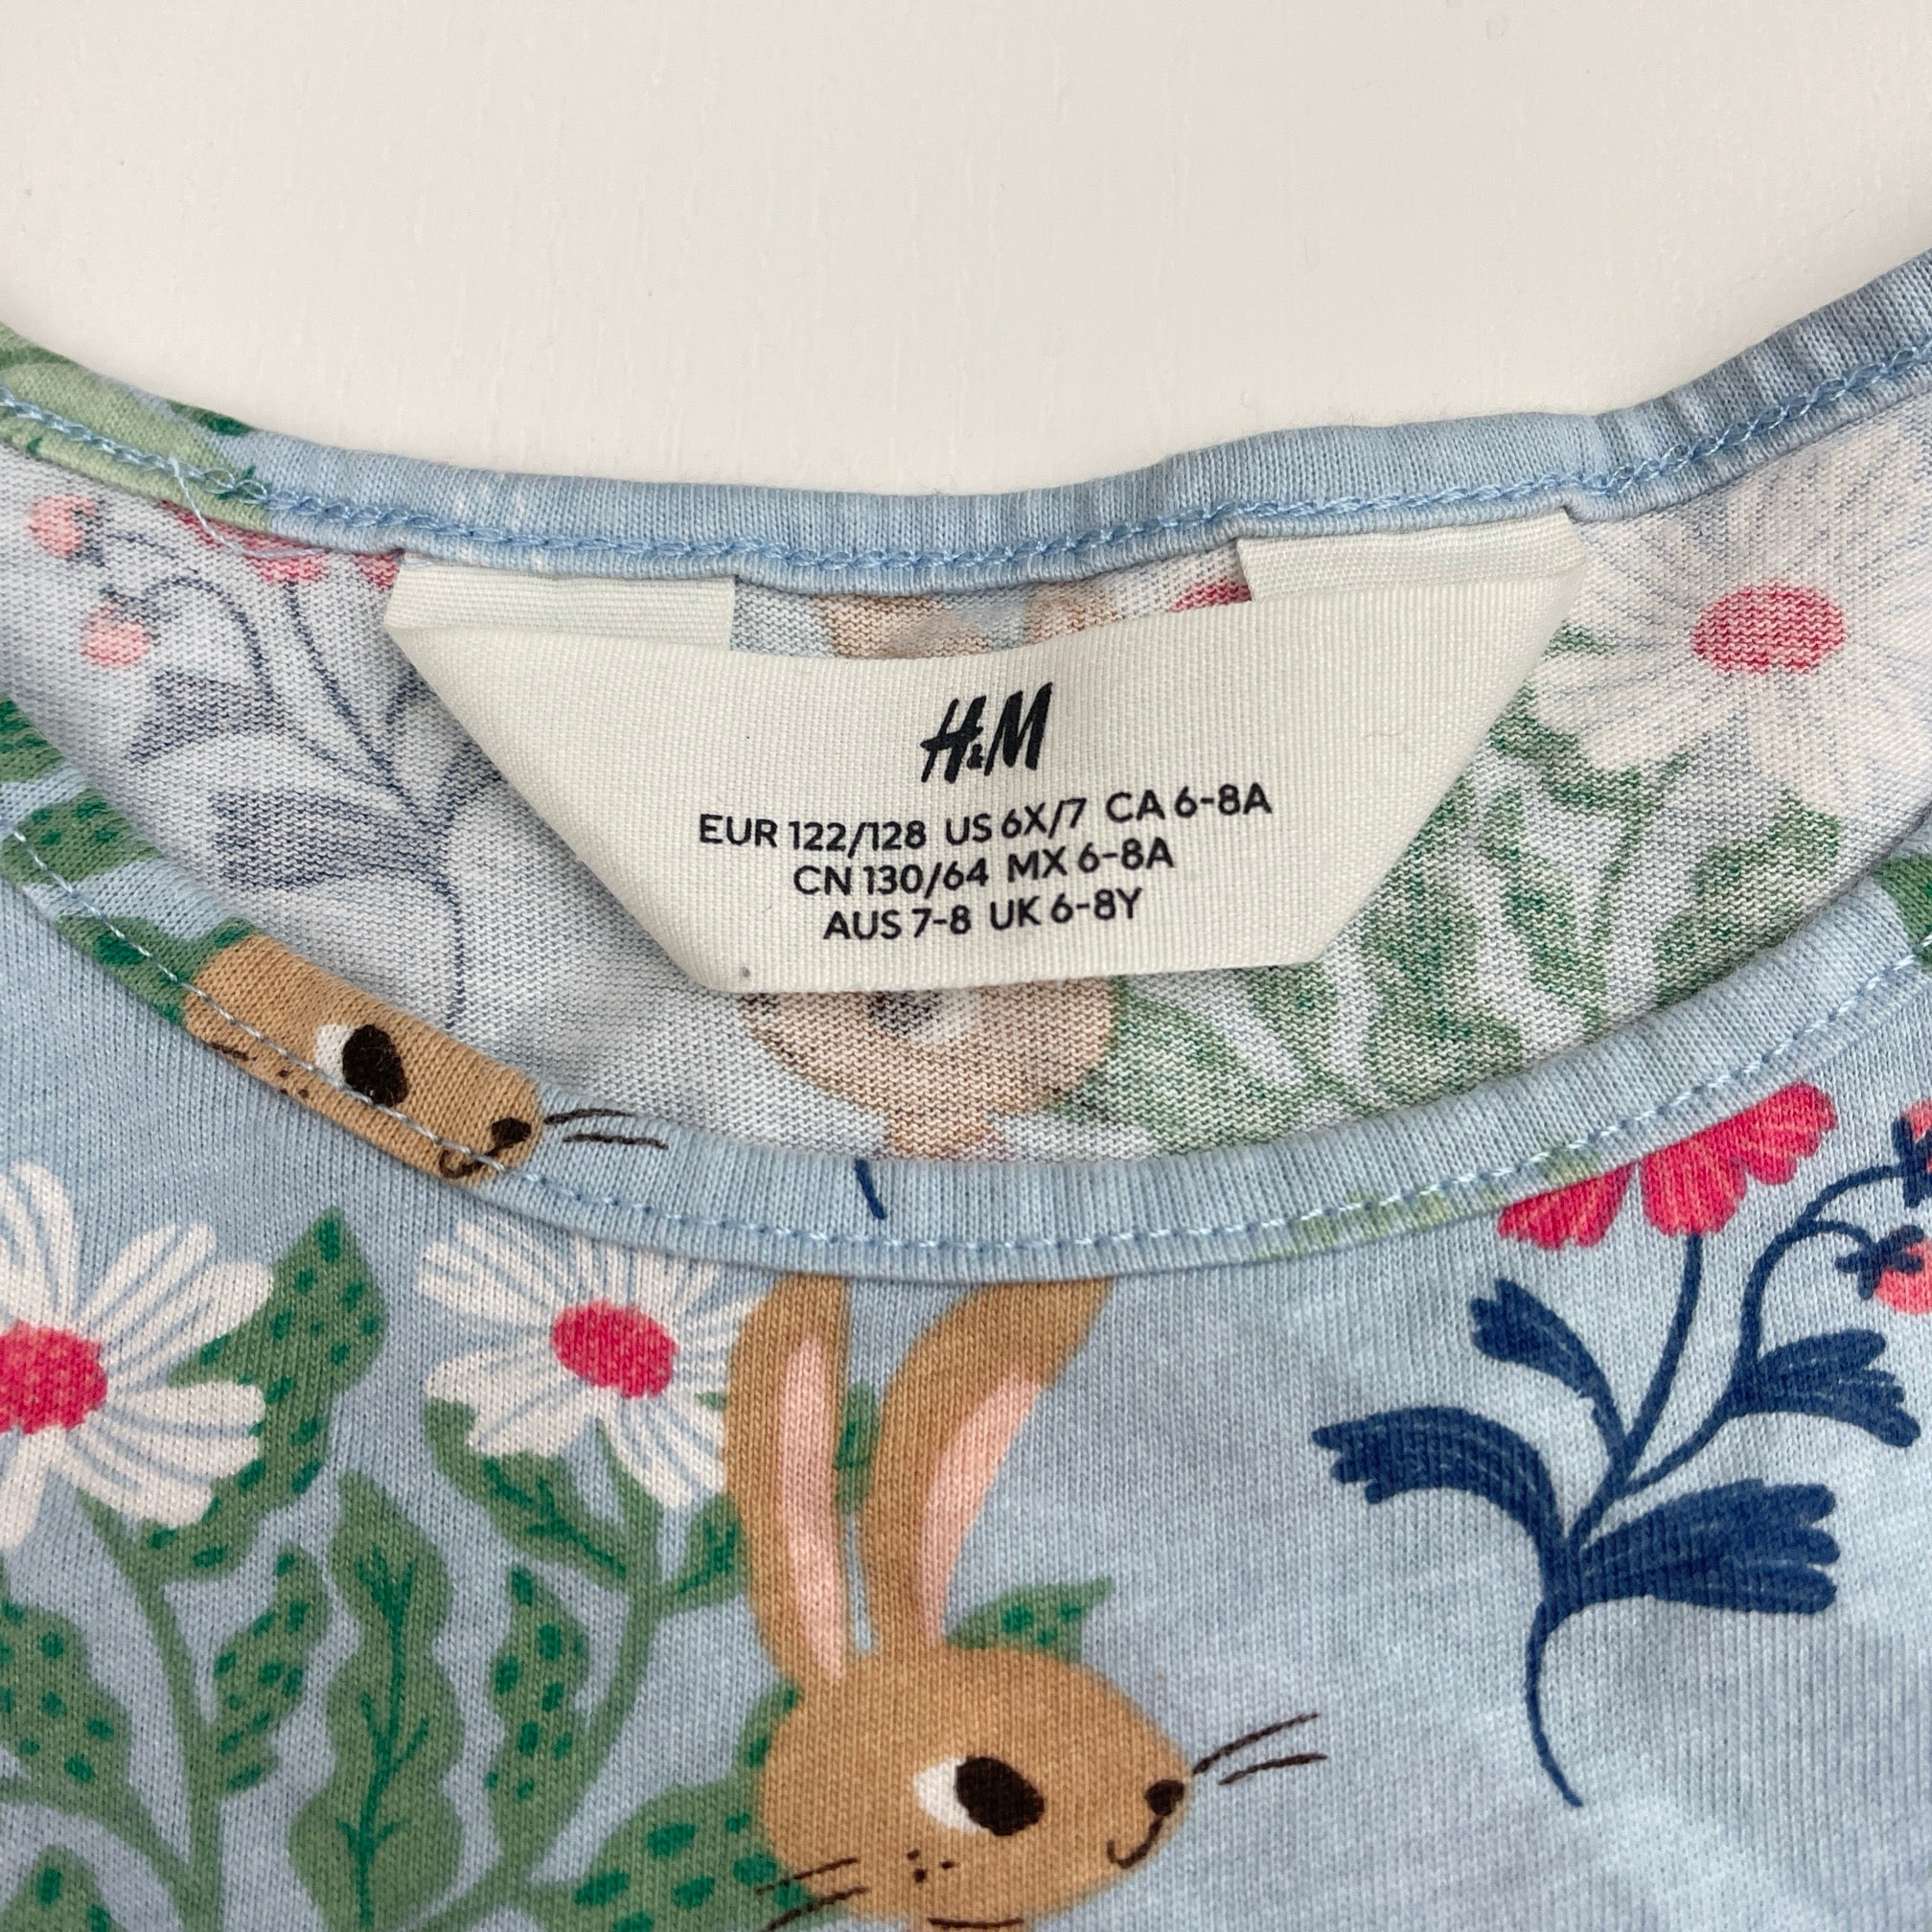 H&M
EUR 122/128 US 6X/7 CA 6-8A
CN 130/64 MX 6-8A
AUS 7-8 UK 6-8Y